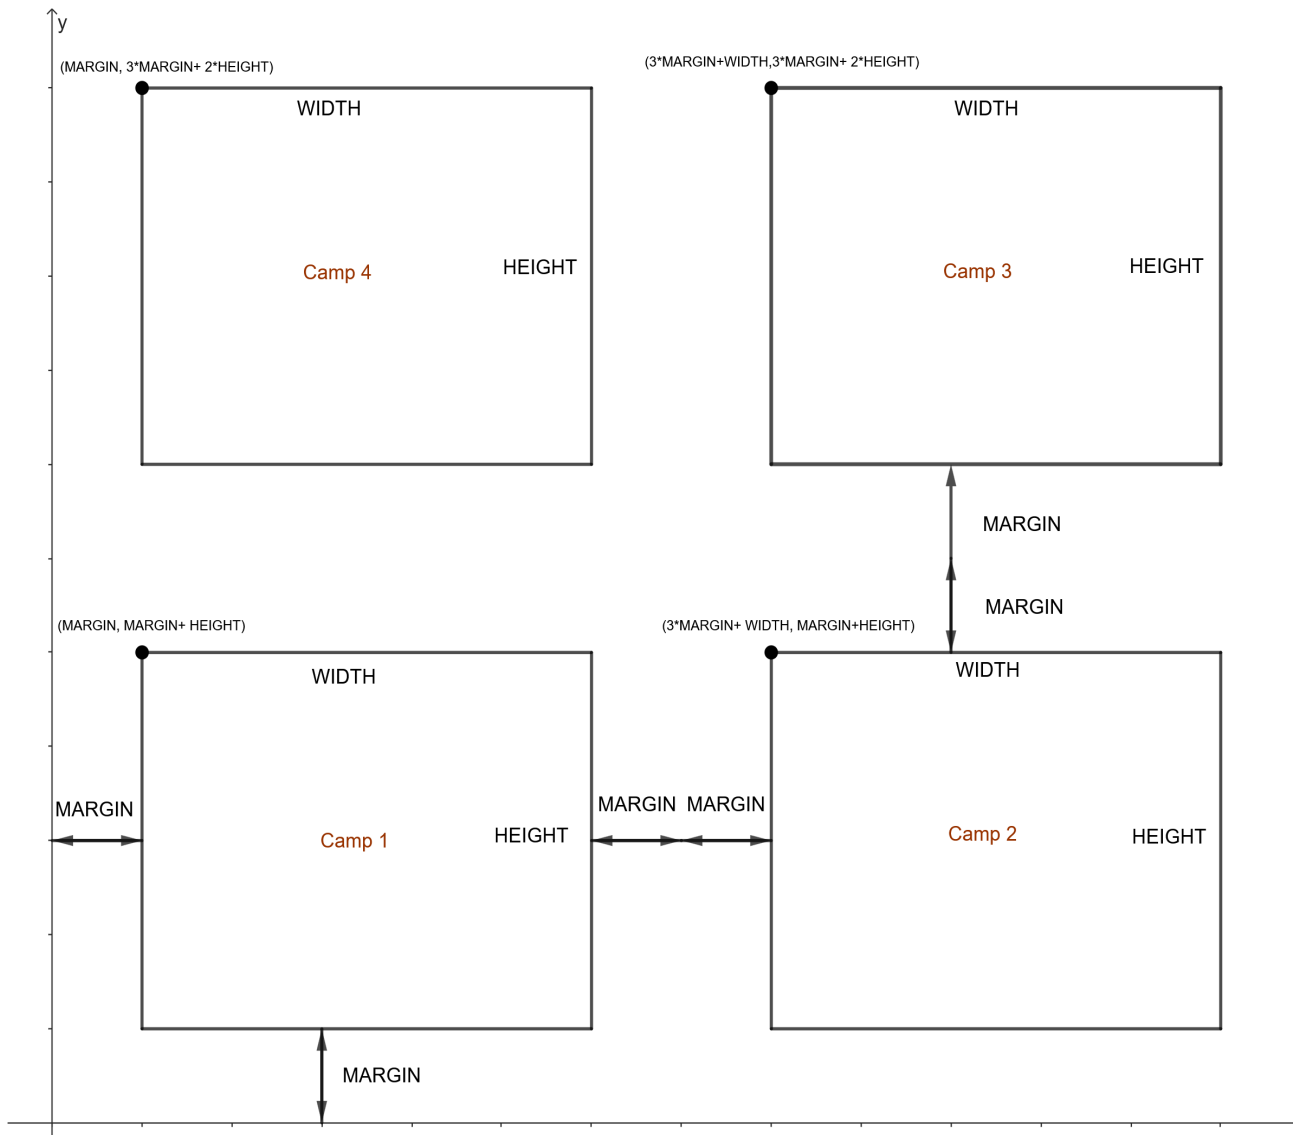 y
(MARGIN, 3*MARGIN+ 2*HEIGHT)
(3*MARGIN+WIDTH,3*MARGIN+ 2*HEIGHT)
WIDTH
WIDTH
HEIGHT
HEIGHT
Camp 4
Camp 3
MARGIN
MARGIN
(MARGIN, MARGIN+ HEIGHT)
(3*MARGIN+ WIDTH, MARGIN+HEIGHT)
WIDTH
WIDTH
MARGIN
MARGIN MARGIN
Camp 1
HEIGHT
Camp 2
HEIGHT
MARGIN